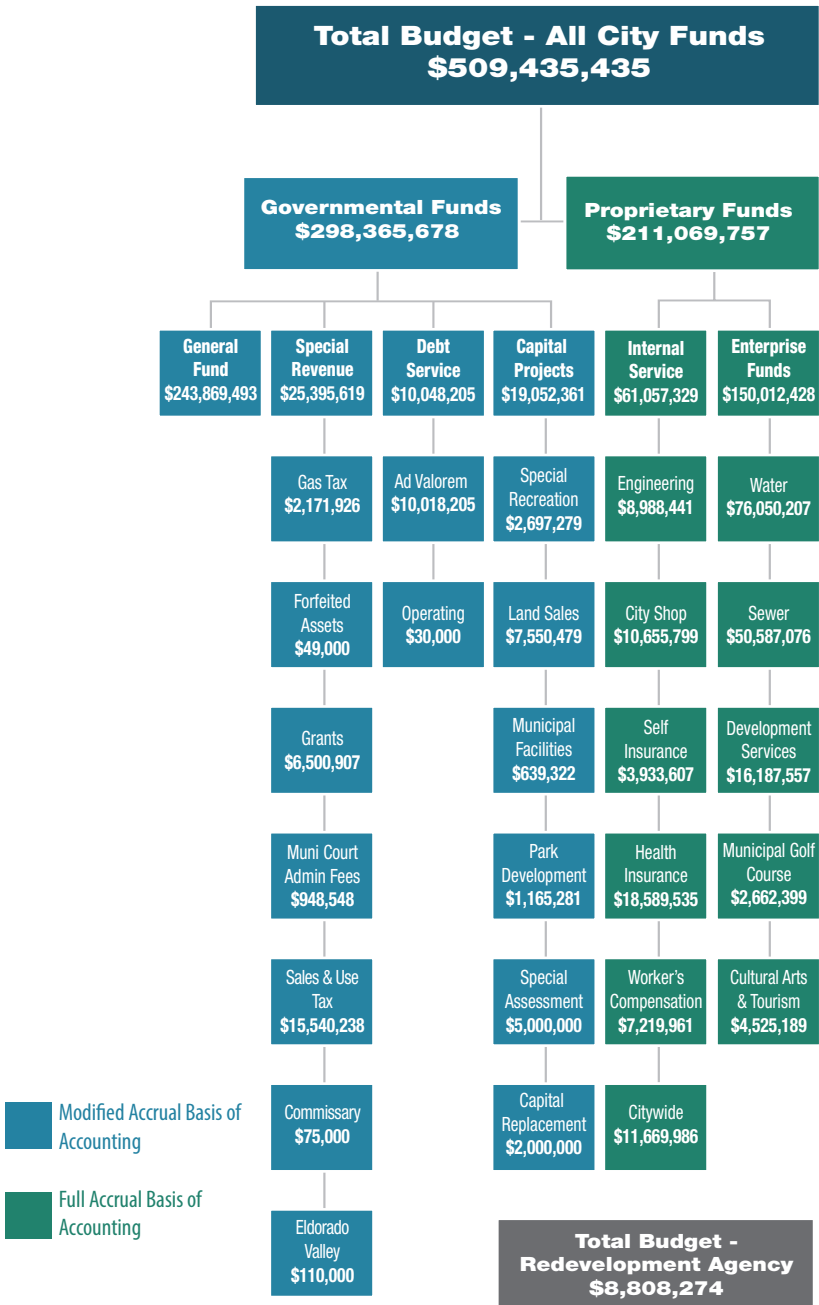 Total Budget - All City Funds
$509,435,435
Governmental Funds
$298,365,678
Proprietary Funds
$211,069,757
General
Fund
$243,869,493
Special
Revenue
$25,395,619
Debt
Service
$10,048,205
Capital
Projects
$19,052,361
Internal
Service
$61,057,329
Enterprise
Funds
$150,012,428
Gas Tax
$2,171,926
Ad Valorem
$10,018,205
Special
Recreation
$2,697,279
Engineering
$8,988,441
Water
$76,050,207
Forfeited
Assets
$49,000
Operating
$30,000
Land Sales
$7,550,479
City Shop
$10,655,799
Sewer
$50,587,076
Grants
$6,500,907
Municipal
Facilities
$639,322
Self
Insurance
$3,933,607
Development
Services
$16,187,557
Muni Court
Admin Fees
$948,548
Park
Development
$1,165,281
Health
Insurance
$18,589,535
Municipal Golf
Course
$2,662,399
Sales & Use
Tax
$15,540,238
Special
Assessment
$5,000,000
Worker's
Compensation
$7,219,961
Cultural Arts
& Tourism
$4,525,189
Commissary
$75,000
Capital
Replacement
$2,000,000
Citywide
$11,669,986
Eldorado
Valley
$110,000
Modified Accrual Basis of
Accounting
Full Accrual Basis of
Accounting
Total Budget -
Redevelopment Agency
$8,808,274